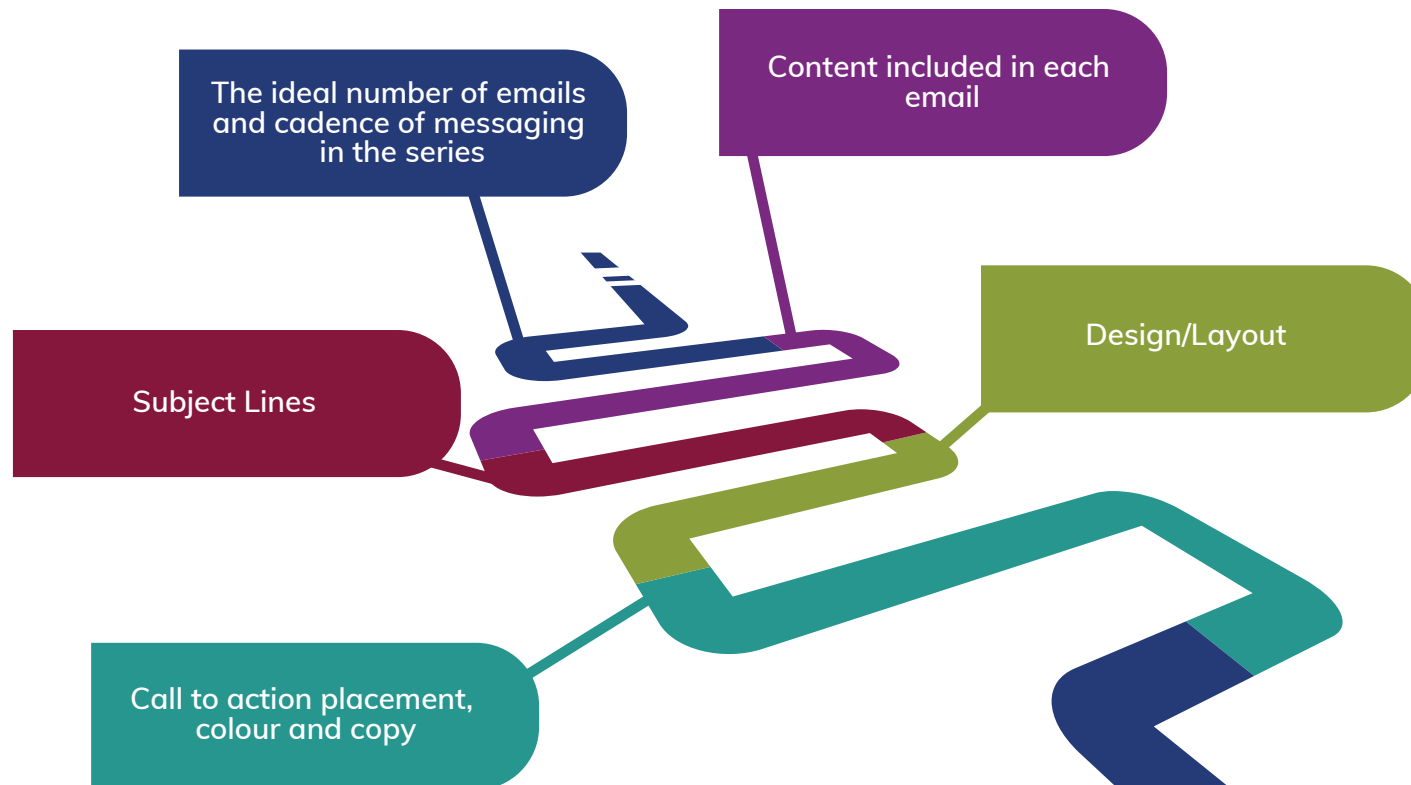 The ideal number of emails
and cadence of messaging
in the series
Content included in each
email
Design/Layout
Subject Lines
Call to action placement,
colour and copy